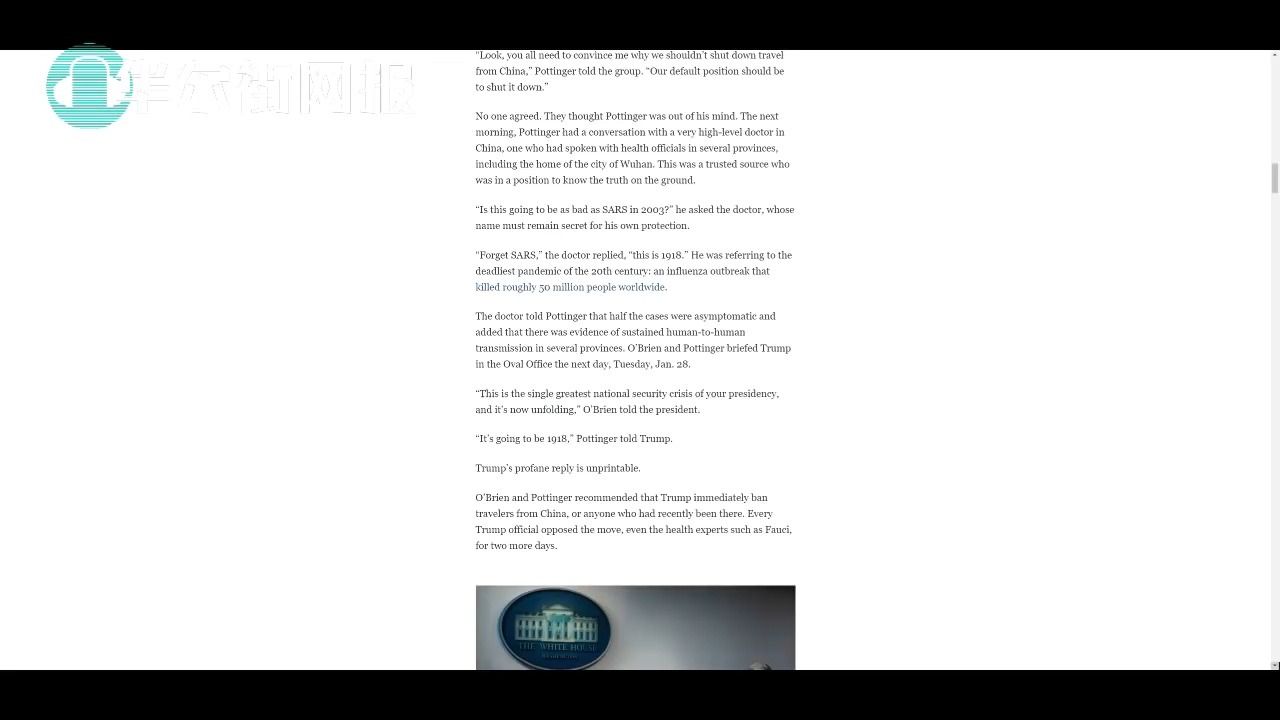 华尔街网报
“Look, you all need to convince me why we shouldn’t shut down travel
China,” Pottinger told the group. “Our default position should be
to shut it down.”
No one agreed. They thought Pottinger was out of his mind. The next
morning, Pottinger had a conversation with a very high-level doctor in
China, one who had spoken with health officials in several provinces,
including the home of the city of Wuhan. This was a trusted source who
was in a position to know the truth on the ground.
“Is this going to be as bad as SARS in 2003?” he asked the doctor, whose
name must remain secret for his own protection.
“Forget SARS,” the doctor replied, “this is 1918.” He was referring to the
deadliest pandemic of the 20th century: an influenza outbreak that
killed roughly 50 million people worldwide.
The doctor told Pottinger that half the cases were asymptomatic and
added that there was evidence of sustained human-to-human
transmission in several provinces. O’Brien and Pottinger briefed Trump
in the Oval Office the next day, Tuesday, Jan. 28.
“This is the single greatest national security crisis of your presidency,
and it’s now unfolding,” O’Brien told the president.
“It’s going to be 1918,” Pottinger told Trump.
Trump’s profane reply is unprintable.
O’Brien and Pottinger recommended that Trump immediately ban
travelers from China, or anyone who had recently been there. Every
Trump official opposed the move, even the health experts such as Fauci,
for two more days.
THE WHITE HOUSE